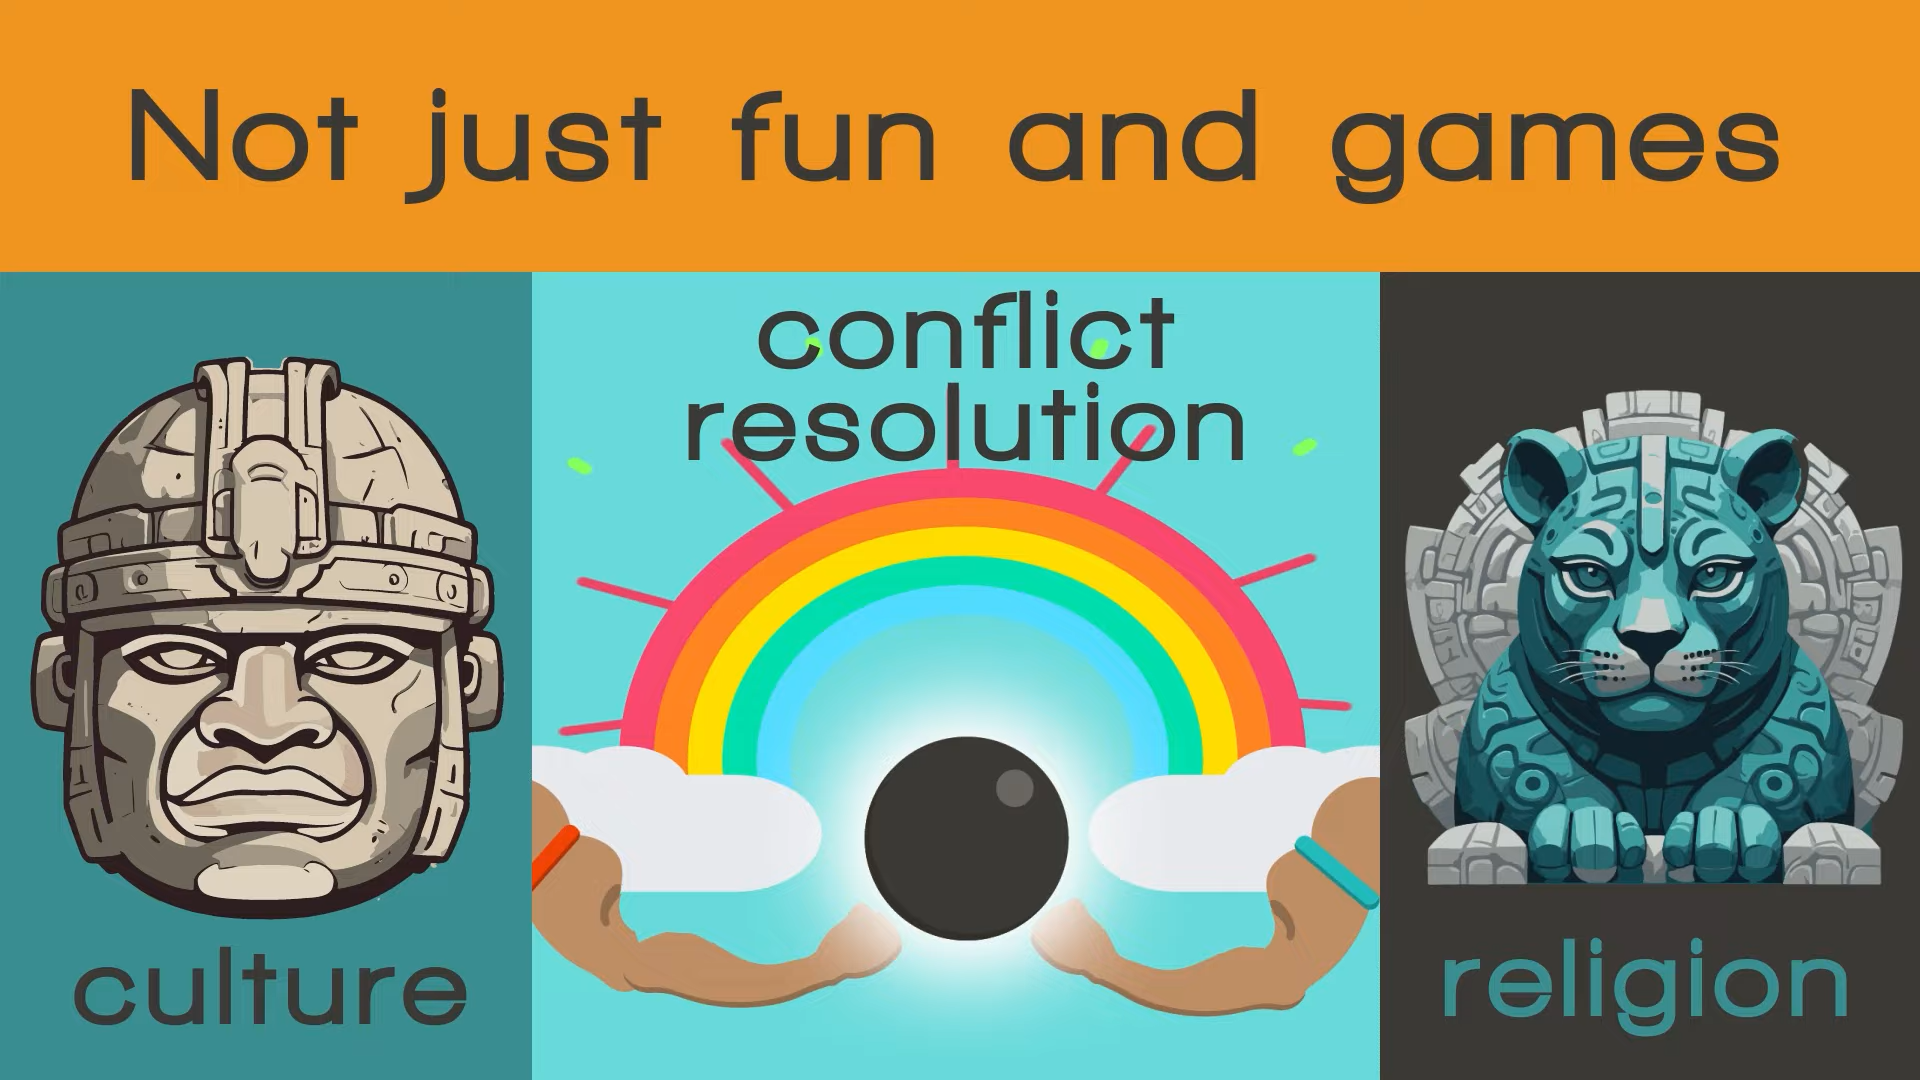 Not just fun and games
conflict
resolution
culture
religion